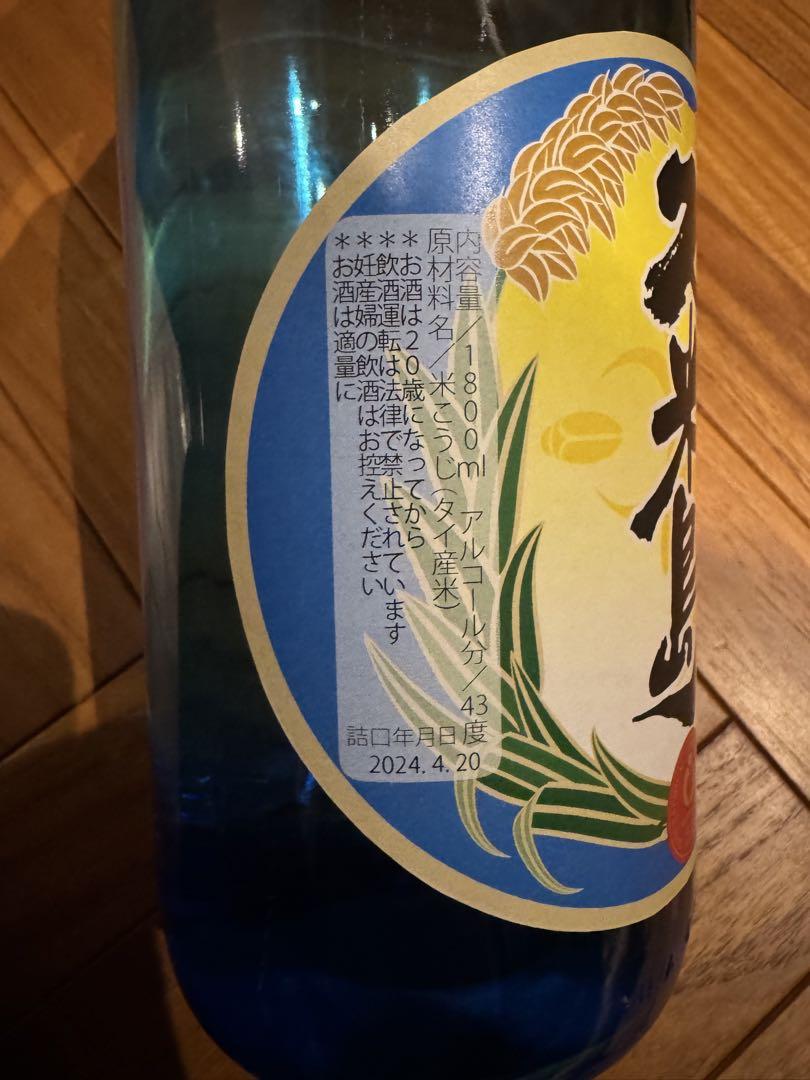 内容量/1800ml アルコール分/43度
原材料名/米こうじ(タイ産米)
*お酒は20歳になってから
*飲酒運転は法律で禁止されています
*妊産婦の飲酒はお控えください
*お酒は適量に
詰口年月日
2024.4.20
米島